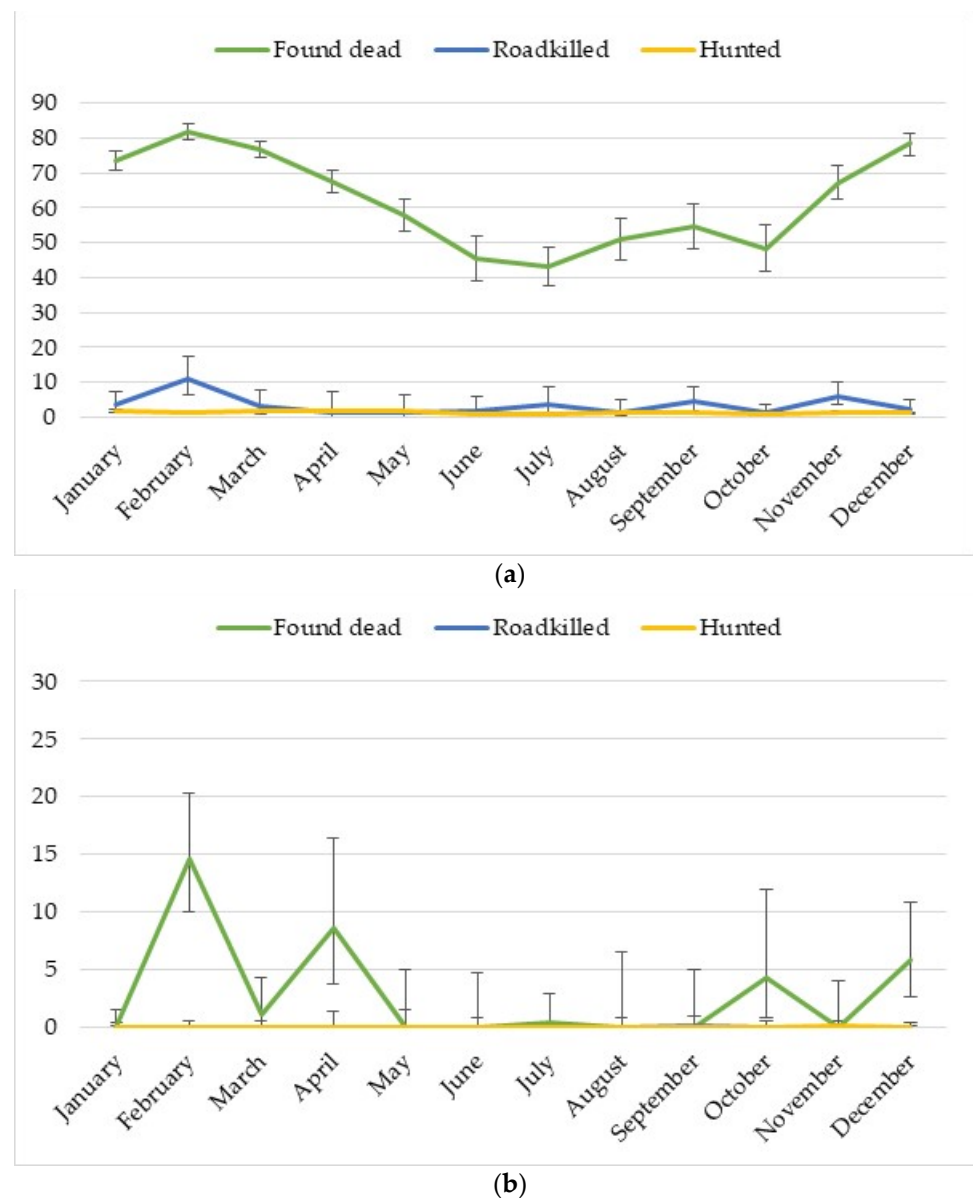 Found dead Roadkilled Hunted
90
80
70
60
50
40
30
20
10
0
January February March April May June July August September October November December
(a)
Found dead Roadkilled Hunted
30
25
20
15
10
5
0
January February March April May June July August September October November December
(b)